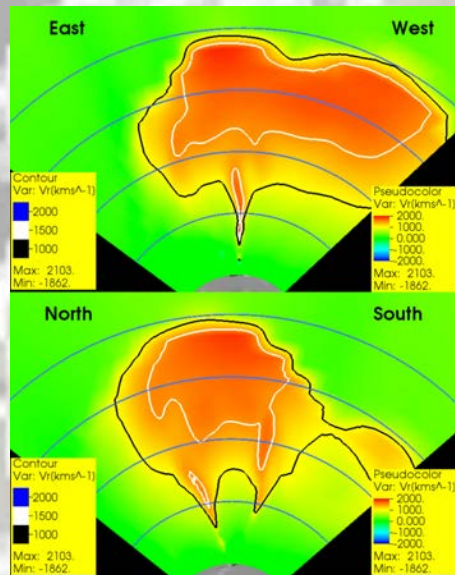 East West
Contour
Var: Vr(kms^-1)
2000
1500
1000
Max: 2103.
Min: -1862.
Pseudocolor
Var: Vr(kms^-1)
2000.
1000.
0.000
-1000.
-2000.
Max: 2103.
Min: -1862.
North South
Contour
Var: Vr(kms^-1)
2000
1500
1000
Max: 2103.
Min: -1862.
Pseudocolor
Var: Vr(kms^-1)
2000.
1000.
0.000
-1000.
-2000.
Max: 2103.
Min: -1862.